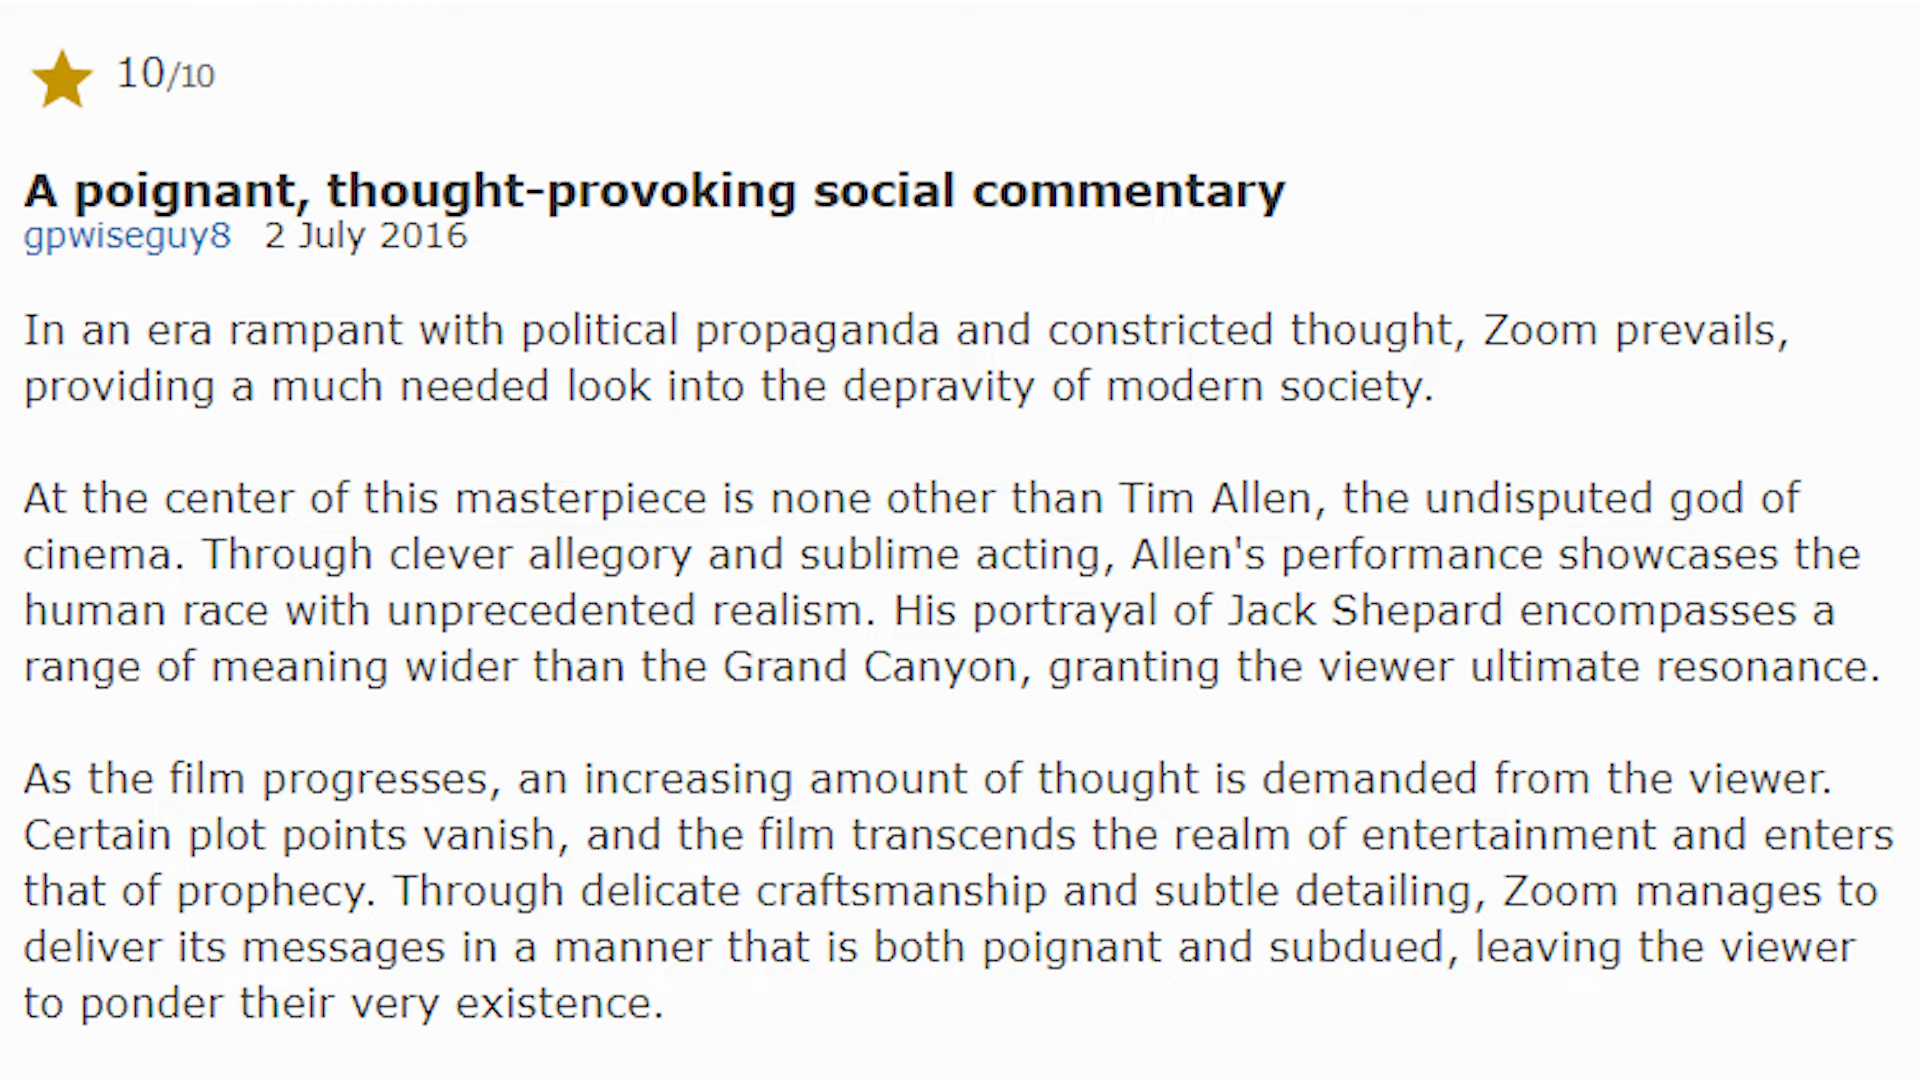 10/10
A poignant, thought-provoking social commentary
gpwiseguy8 2 July 2016
In an era rampant with political propaganda and constricted thought, Zoom prevails,
providing a much needed look into the depravity of modern society.
At the center of this masterpiece is none other than Tim Allen, the undisputed god of
cinema. Through clever allegory and sublime acting, Allen's performance showcases the
human race with unprecedented realism. His portrayal of Jack Shepard encompasses a
range of meaning wider than the Grand Canyon, granting the viewer ultimate resonance.
As the film progresses, an increasing amount of thought is demanded from the viewer.
Certain plot points vanish, and the film transcends the realm of entertainment and enters
that of prophecy. Through delicate craftsmanship and subtle detailing, Zoom manages to
deliver its messages in a manner that is both poignant and subdued, leaving the viewer
to ponder their very existence.